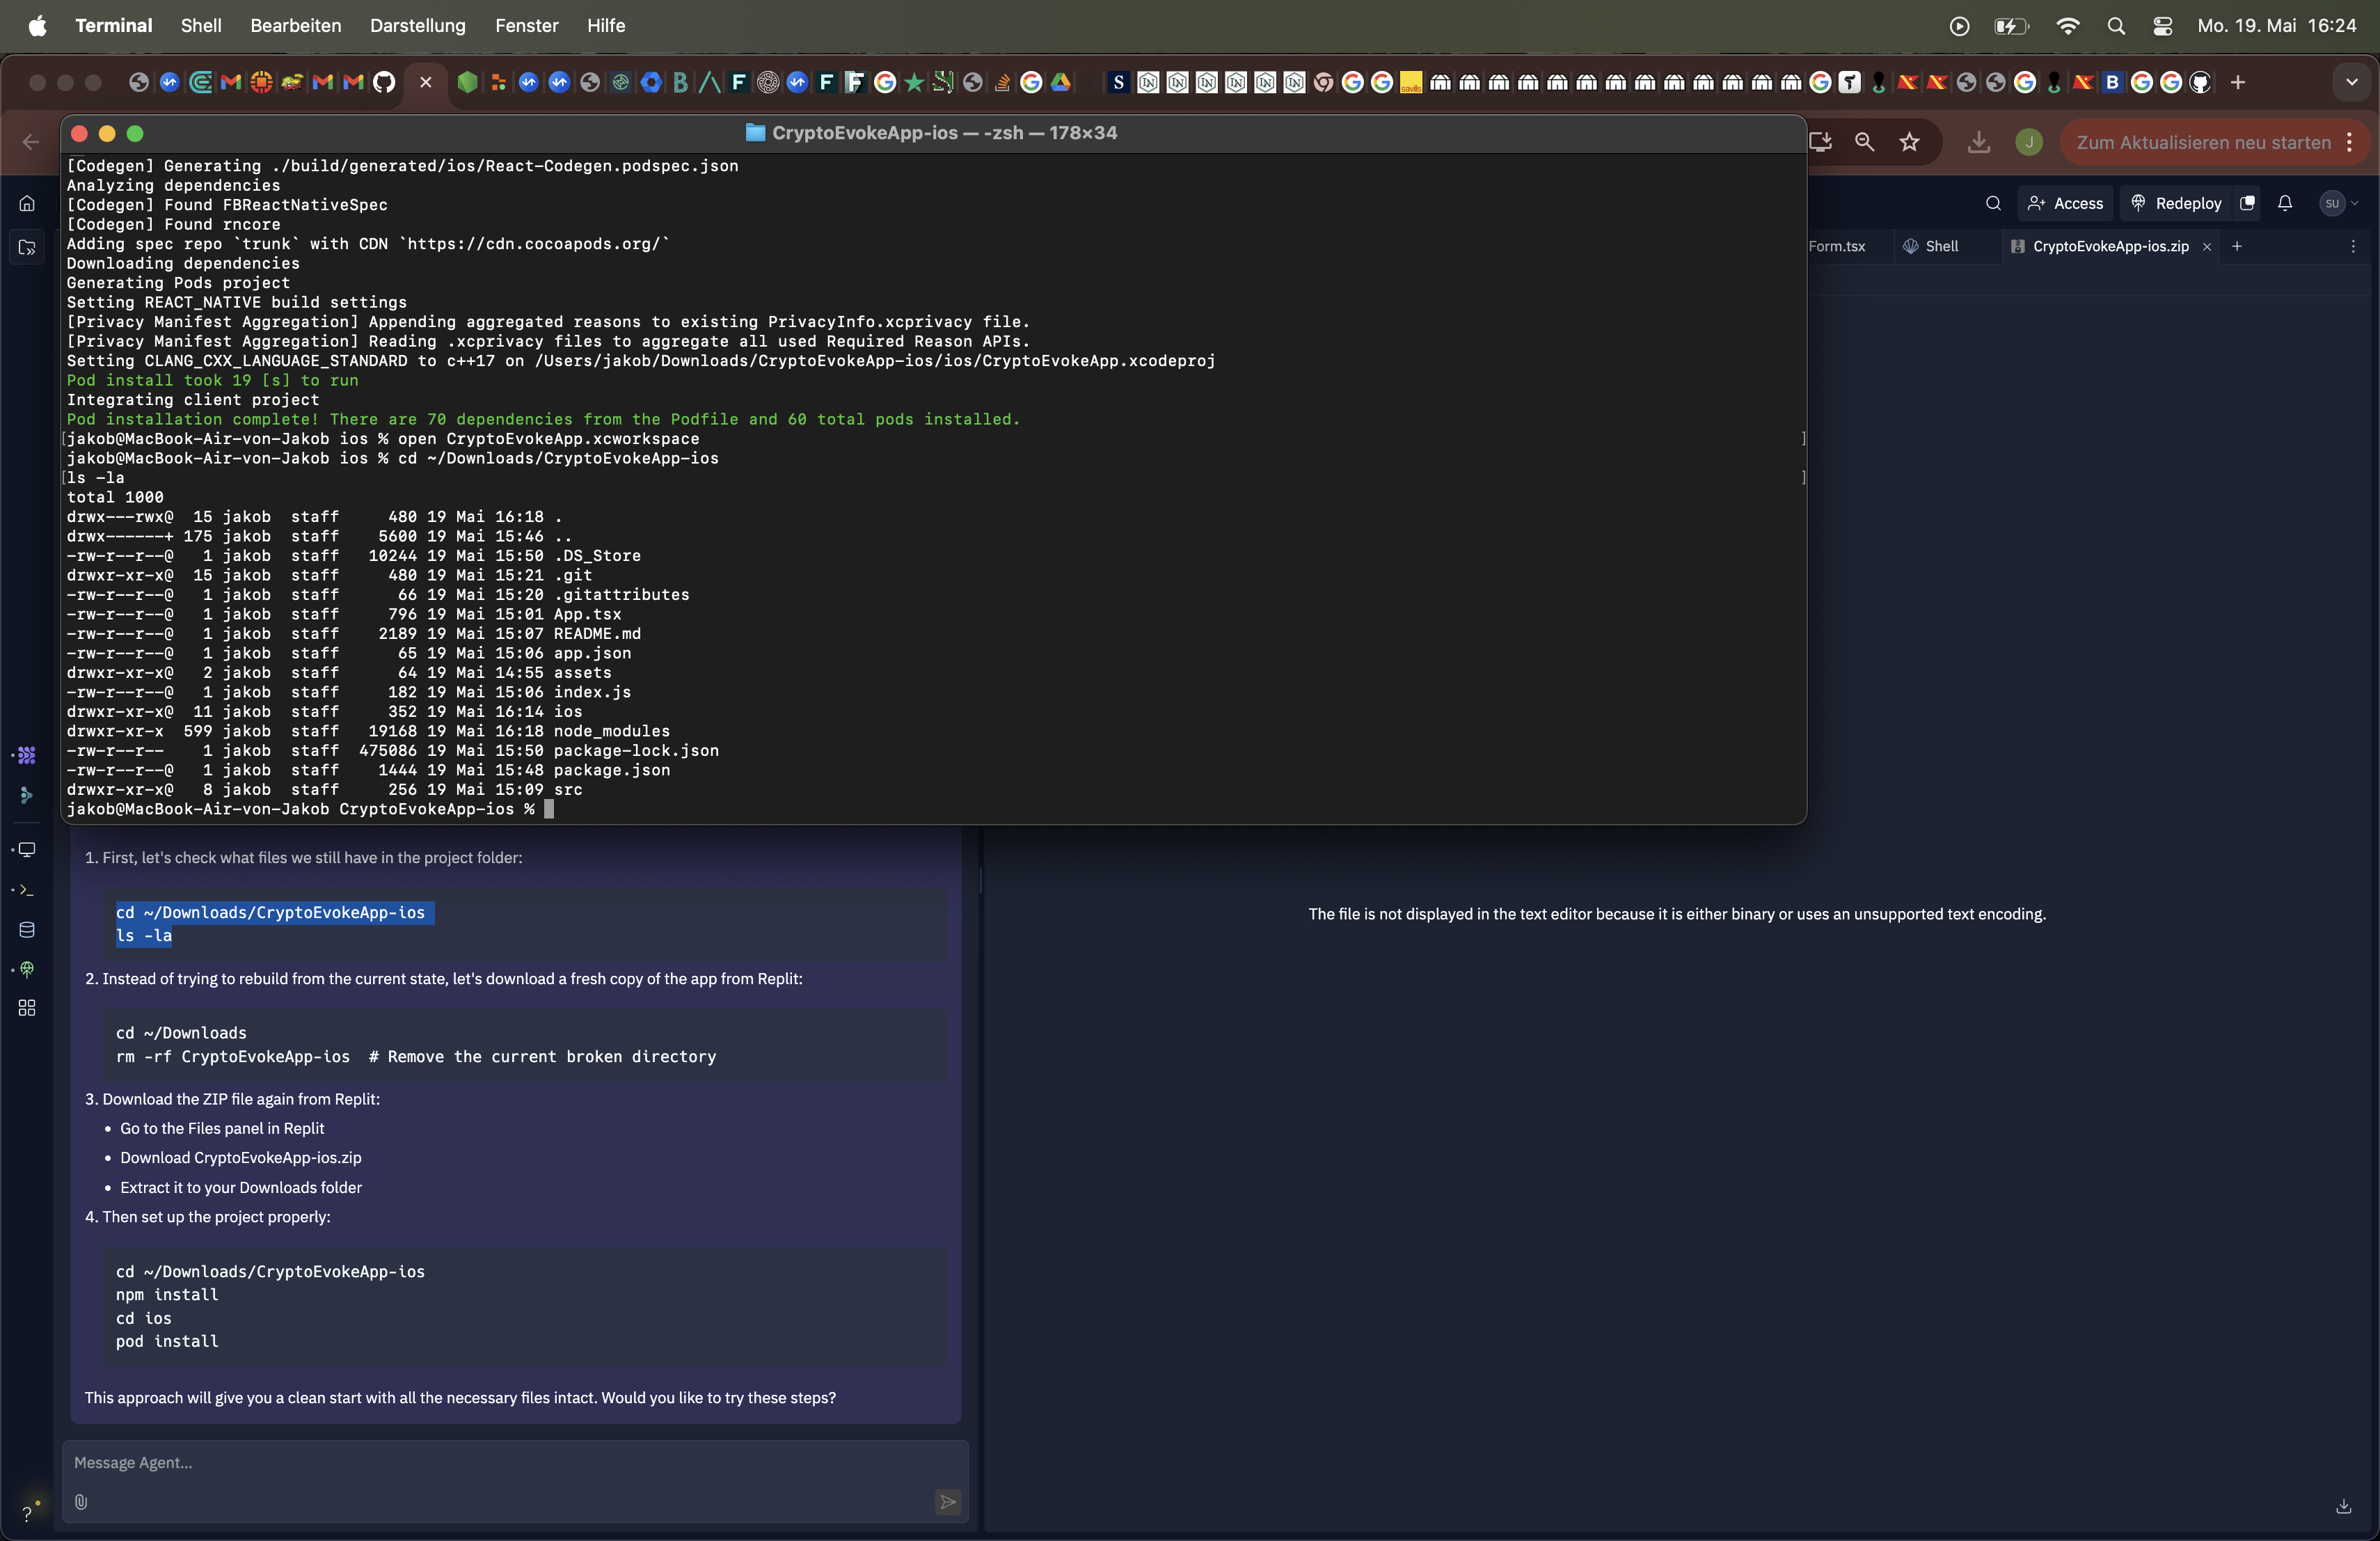 Terminal Shell Bearbeiten Darstellung Fenster Hilfe Mo. 19. Mai 16:24
Zum Aktualisieren neu starten
CryptoEvokeApp-ios — -zsh — 178×34
[Codegen] Generating ./build/generated/ios/React-Codegen.podspec.json
Analyzing dependencies
[Codegen] Found FBReactNativeSpec
[Codegen] Found rncore
Adding spec repo `trunk` with CDN `https://cdn.cocoapods.org/`
Downloading dependencies
Generating Pods project
Setting REACT_NATIVE build settings
[Privacy Manifest Aggregation] Appending aggregated reasons to existing PrivacyInfo.xcprivacy file.
[Privacy Manifest Aggregation] Reading .xcprivacy files to aggregate all used Required Reason APIs.
Setting CLANG_CXX_LANGUAGE_STANDARD to c++17 on /Users/jakob/Downloads/CryptoEvokeApp-ios/ios/CryptoEvokeApp.xcodeproj
Pod install took 19 [s] to run
Integrating client project
Pod installation complete! There are 70 dependencies from the Podfile and 60 total pods installed.
[jakob@MacBook-Air-von-Jakob ios % open CryptoEvokeApp.xcworkspace ]
jakob@MacBook-Air-von-Jakob ios % cd ~/Downloads/CryptoEvokeApp-ios
[ls -la ]
total 1000
drwx---rwx@ 15 jakob staff 480 19 Mai 16:18 .
drwx------+ 175 jakob staff 5600 19 Mai 15:46 ..
-rw-r--r--@ 1 jakob staff 10244 19 Mai 15:50 .DS_Store
drwxr-xr-x@ 15 jakob staff 480 19 Mai 15:21 .git
-rw-r--r--@ 1 jakob staff 66 19 Mai 15:20 .gitattributes
-rw-r--r--@ 1 jakob staff 796 19 Mai 15:01 App.tsx
-rw-r--r--@ 1 jakob staff 2189 19 Mai 15:07 README.md
-rw-r--r--@ 1 jakob staff 65 19 Mai 15:06 app.json
drwxr-xr-x@ 2 jakob staff 64 19 Mai 14:55 assets
-rw-r--r--@ 1 jakob staff 182 19 Mai 15:06 index.js
drwxr-xr-x@ 11 jakob staff 352 19 Mai 16:14 ios
drwxr-xr-x 599 jakob staff 19168 19 Mai 16:18 node_modules
-rw-r--r-- 1 jakob staff 475086 19 Mai 15:50 package-lock.json
-rw-r--r--@ 1 jakob staff 1444 19 Mai 15:48 package.json
drwxr-xr-x@ 8 jakob staff 256 19 Mai 15:09 src
jakob@MacBook-Air-von-Jakob CryptoEvokeApp-ios %
Access Redeploy SU
Form.tsx Shell CryptoEvokeApp-ios.zip
The file is not displayed in the text editor because it is either binary or uses an unsupported text encoding.
1. First, let's check what files we still have in the project folder:
cd ~/Downloads/CryptoEvokeApp-ios
ls -la
2. Instead of trying to rebuild from the current state, let's download a fresh copy of the app from Replit:
cd ~/Downloads
rm -rf CryptoEvokeApp-ios # Remove the current broken directory
3. Download the ZIP file again from Replit:
• Go to the Files panel in Replit
• Download CryptoEvokeApp-ios.zip
• Extract it to your Downloads folder
4. Then set up the project properly:
cd ~/Downloads/CryptoEvokeApp-ios
npm install
cd ios
pod install
This approach will give you a clean start with all the necessary files intact. Would you like to try these steps?
Message Agent...